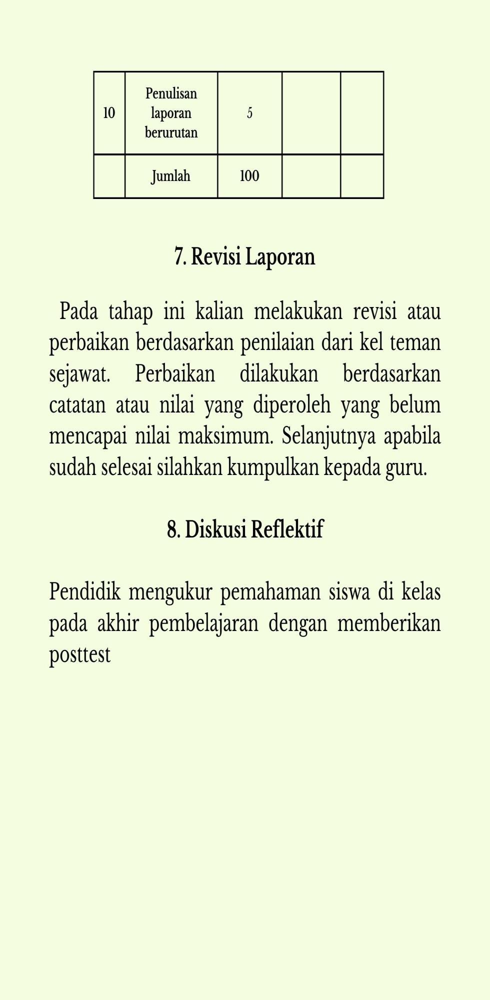 Penulisan
10 laporan 5
berurutan
Jumlah 100
7. Revisi Laporan
Pada tahap ini kalian melakukan revisi atau
perbaikan berdasarkan penilaian dari kel teman
sejawat. Perbaikan dilakukan berdasarkan
catatan atau nilai yang diperoleh yang belum
mencapai nilai maksimum. Selanjutnya apabila
sudah selesai silahkan kumpulkan kepada guru.
8. Diskusi Reflektif
Pendidik mengukur pemahaman siswa di kelas
pada akhir pembelajaran dengan memberikan
posttest